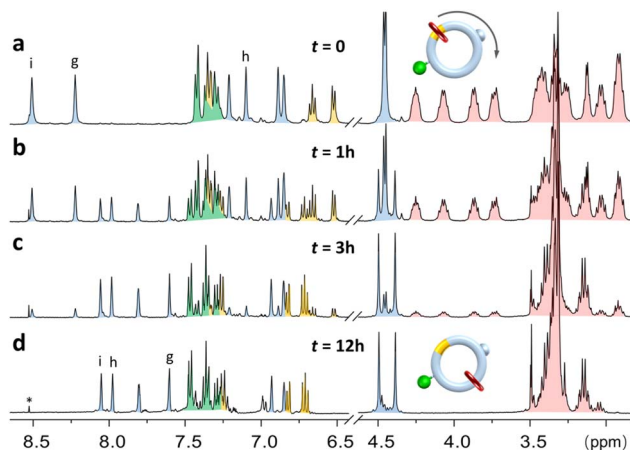 a
t = 0
i
g
h
b
t = 1h
c
t = 3h
d
t = 12h
i
h
g
*
8.5 8.0 7.5 7.0 6.5 4.5 4.0 3.5 (ppm)